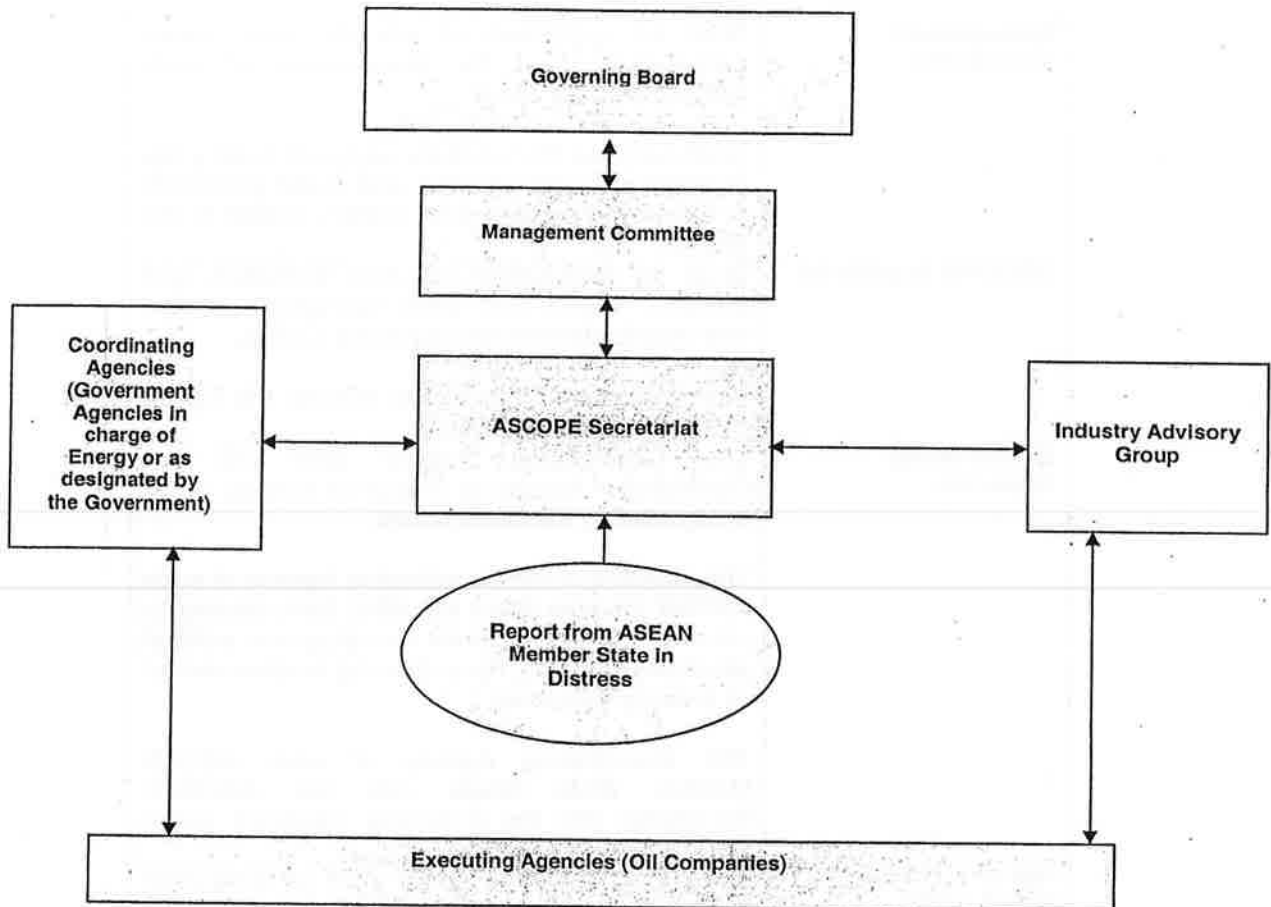 Governing Board
Management Committee
Coordinating
Agencies
(Government
Agencies in
charge of
Energy or as
designated by
the Government)
ASCOPE Secretariat
Industry Advisory
Group
Report from ASEAN
Member State in
Distress
Executing Agencies (Oil Companies)